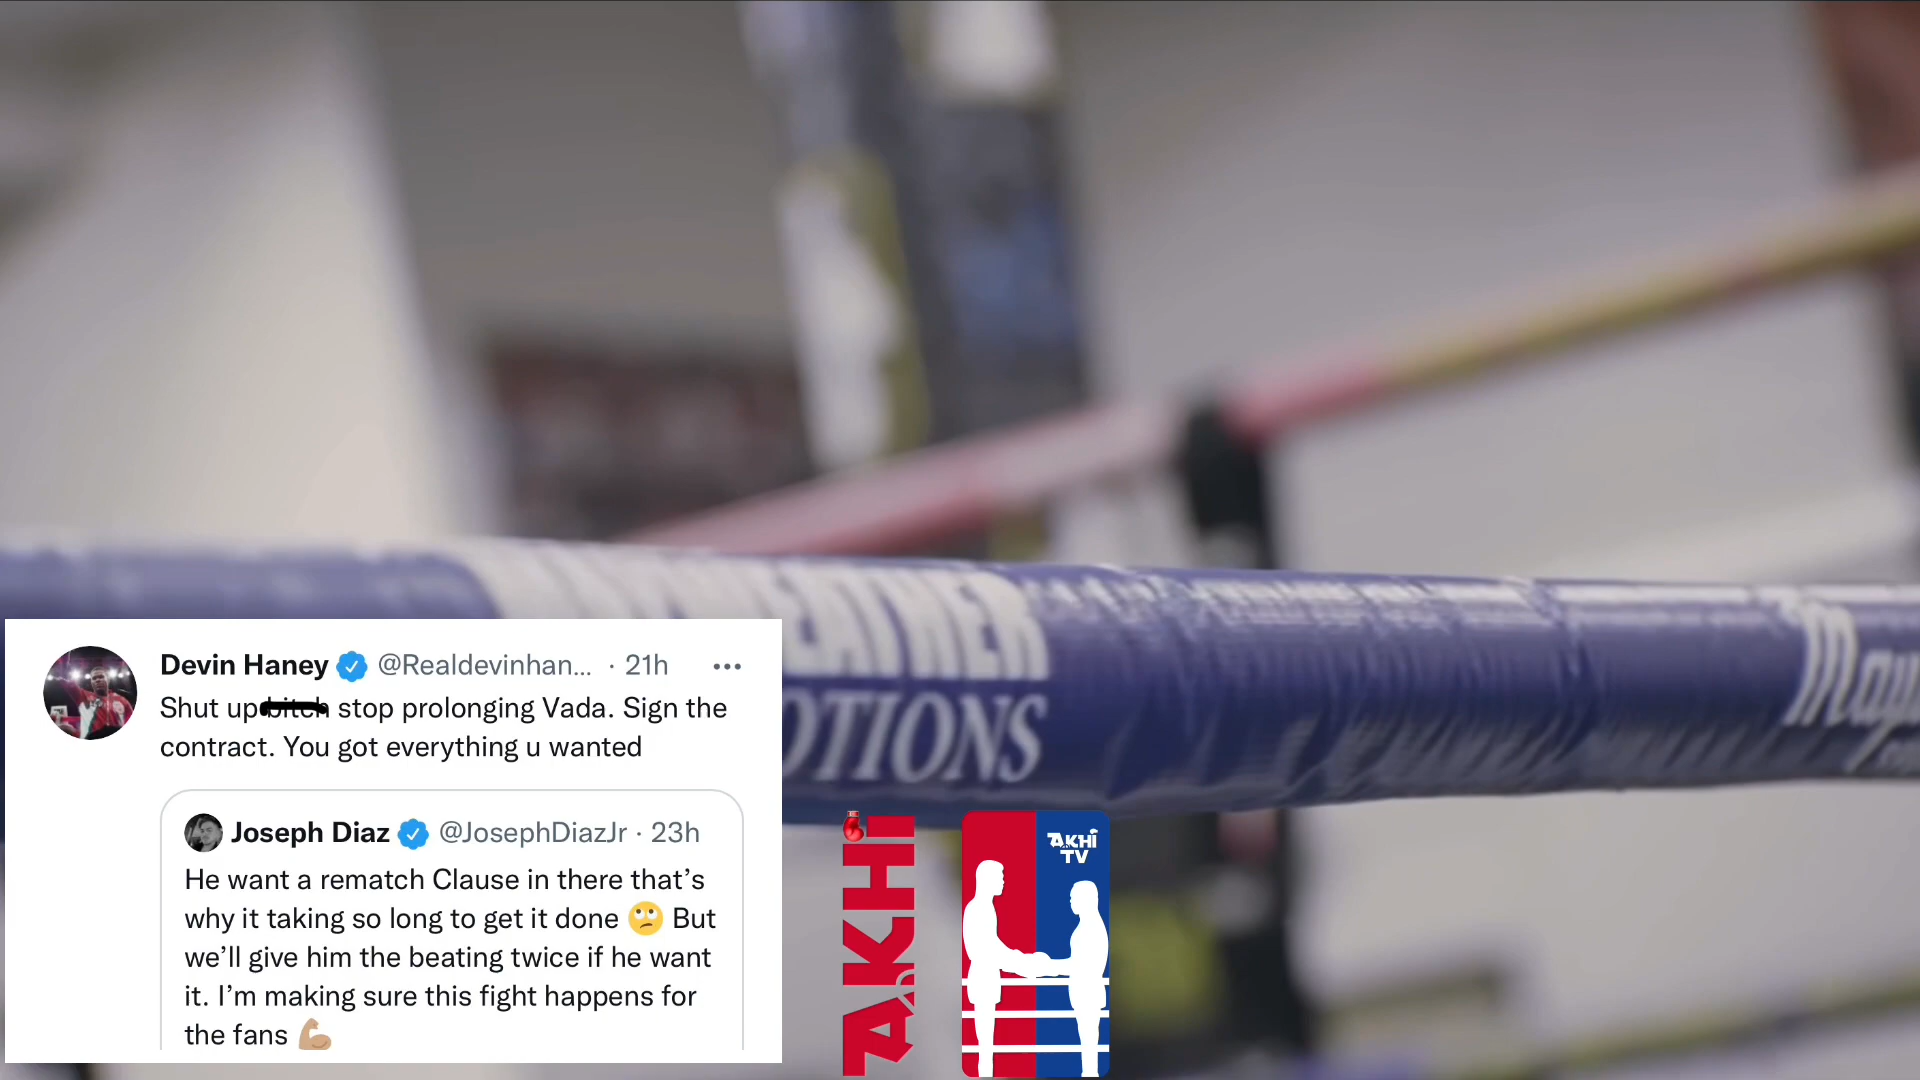 WEATHER
OTIONS
May
Devin Haney @Realdevinhan... · 21h
Shut up bitch stop prolonging Vada. Sign the
contract. You got everything u wanted
Joseph Diaz @JosephDiazJr · 23h
He want a rematch Clause in there that’s
why it taking so long to get it done 🙄 But
we’ll give him the beating twice if he want
it. I’m making sure this fight happens for
the fans 💪🏼
AKHI
AKHI
TV